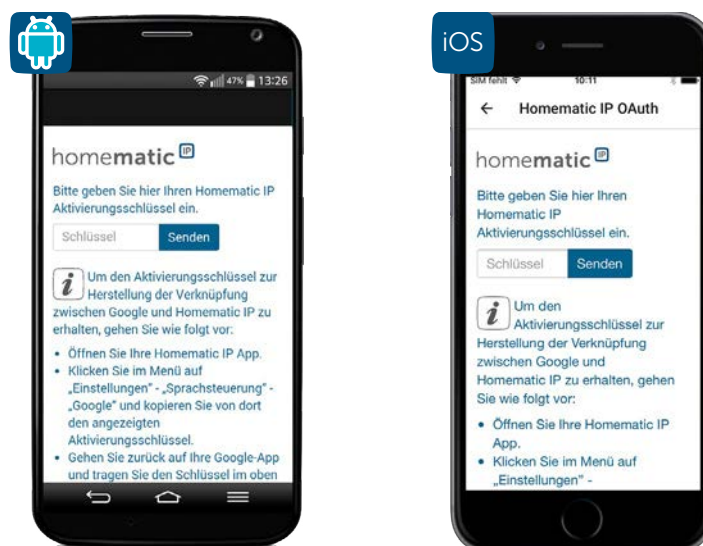 47% 13:26
homematic IP
Bitte geben Sie hier Ihren Homematic IP
Aktivierungsschlüssel ein.
Schlüssel Senden
i Um den Aktivierungsschlüssel zur
Herstellung der Verknüpfung
zwischen Google und Homematic IP zu
erhalten, gehen Sie wie folgt vor:
• Öffnen Sie Ihre Homematic IP App.
• Klicken Sie im Menü auf
„Einstellungen" - „Sprachsteuerung" -
„Google" und kopieren Sie von dort
den angezeigten
Aktivierungsschlüssel.
• Gehen Sie zurück auf Ihre Google-App
und tragen Sie den Schlüssel im oben
iOS
SIM fehlt 10:11
← Homematic IP OAuth
homematic IP
Bitte geben Sie hier Ihren
Homematic IP
Aktivierungsschlüssel ein.
Schlüssel Senden
i Um den
Aktivierungsschlüssel zur
Herstellung der Verknüpfung
zwischen Google und
Homematic IP zu erhalten, gehen
Sie wie folgt vor:
• Öffnen Sie Ihre Homematic IP
App.
• Klicken Sie im Menü auf
„Einstellungen" -